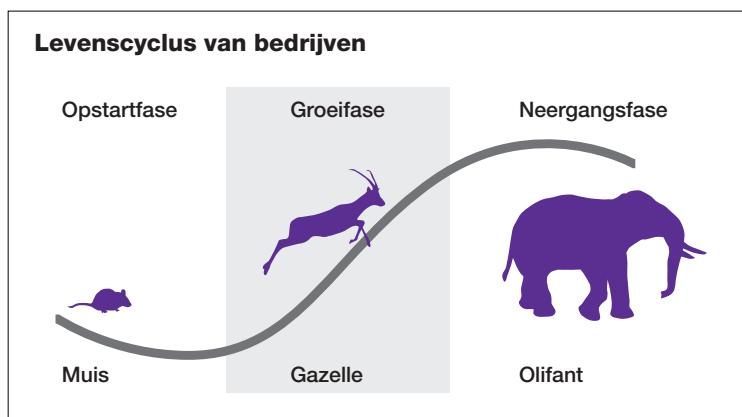 Levenscyclus van bedrijven
Opstartfase Groeifase Neergangsfase
Muis Gazelle Olifant